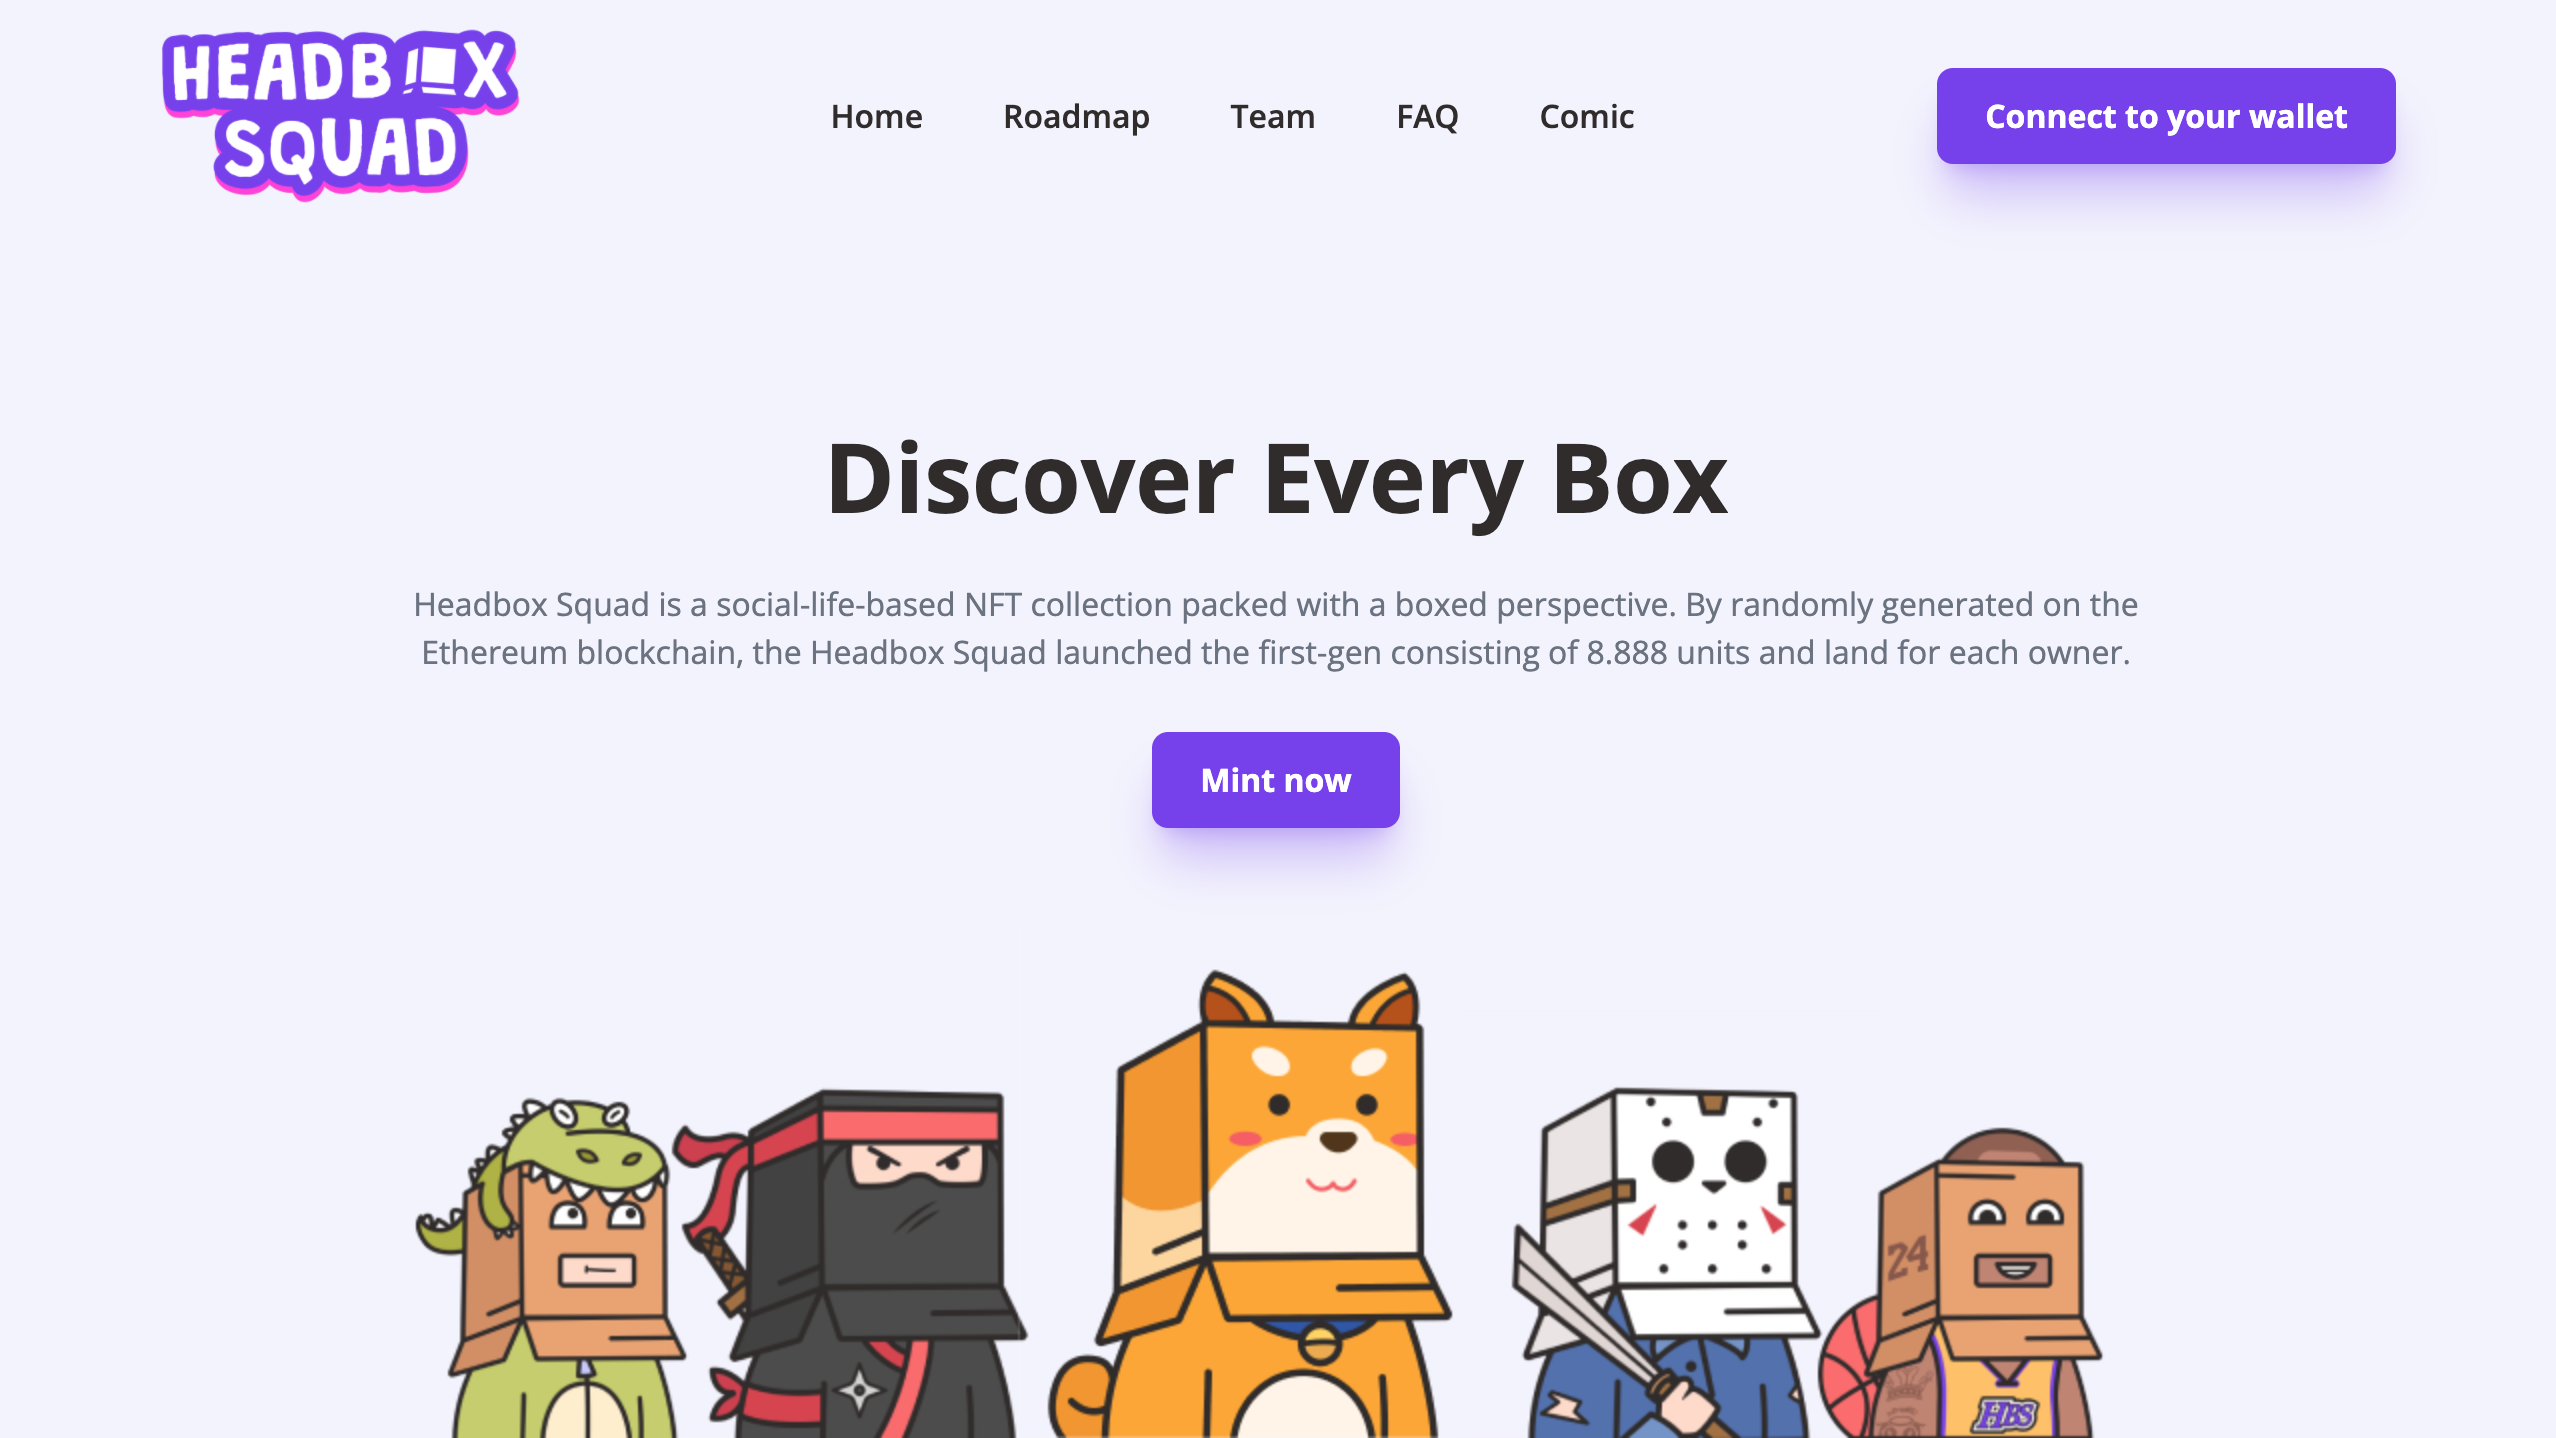 HEADBOX
SQUAD
Home
Roadmap
Team
FAQ
Comic
Connect to your wallet
Discover Every Box
Headbox Squad is a social-life-based NFT collection packed with a boxed perspective. By randomly generated on the
Ethereum blockchain, the Headbox Squad launched the first-gen consisting of 8.888 units and land for each owner.
Mint now
24
HBS